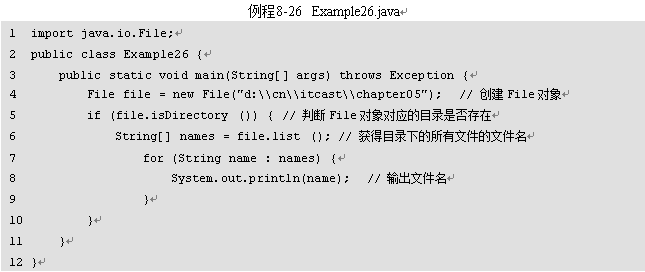 例程8-26 Example26.java
1 import java.io.File;
2 public class Example26 {
3 public static void main(String[] args) throws Exception {
4 File file = new File("d:\\cn\\itcast\\chapter05"); // 创建 File 对象
5 if (file.isDirectory ()) { // 判断 File 对象对应的目录是否存在
6 String[] names = file.list (); // 获得目录下的所有文件的文件名
7 for (String name : names) {
8 System.out.println(name); // 输出文件名
9 }
10 }
11 }
12 }